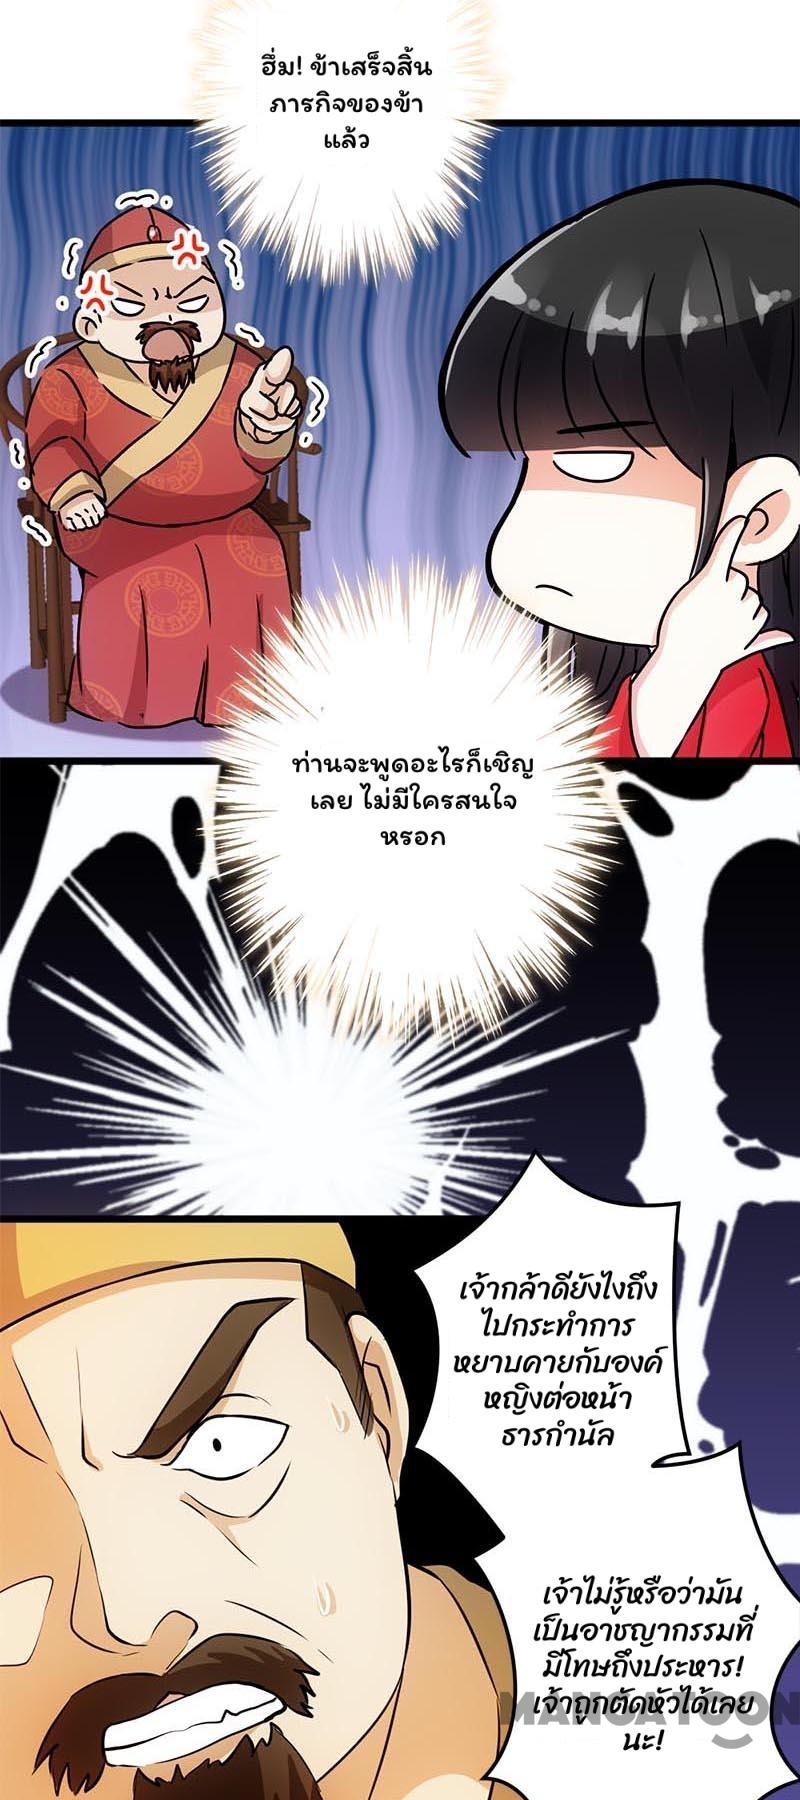 ฮึ่ม! ข้าเสร็จสิ้น
ภารกิจของข้า
แล้ว
ท่านจะพูดอะไรก็เชิญ
เลย ไม่มีใครสนใจ
หรอก
เจ้ากล้าดียังไงถึง
ไปกระทำการ
หยาบคายกับองค์
หญิงต่อหน้า
ธารกำนัล
เจ้าไม่รู้หรือว่ามัน
เป็นอาชญากรรมที่
มีโทษถึงประหาร!
เจ้าถูกตัดหัวได้เลย
นะ!
MANGATOON